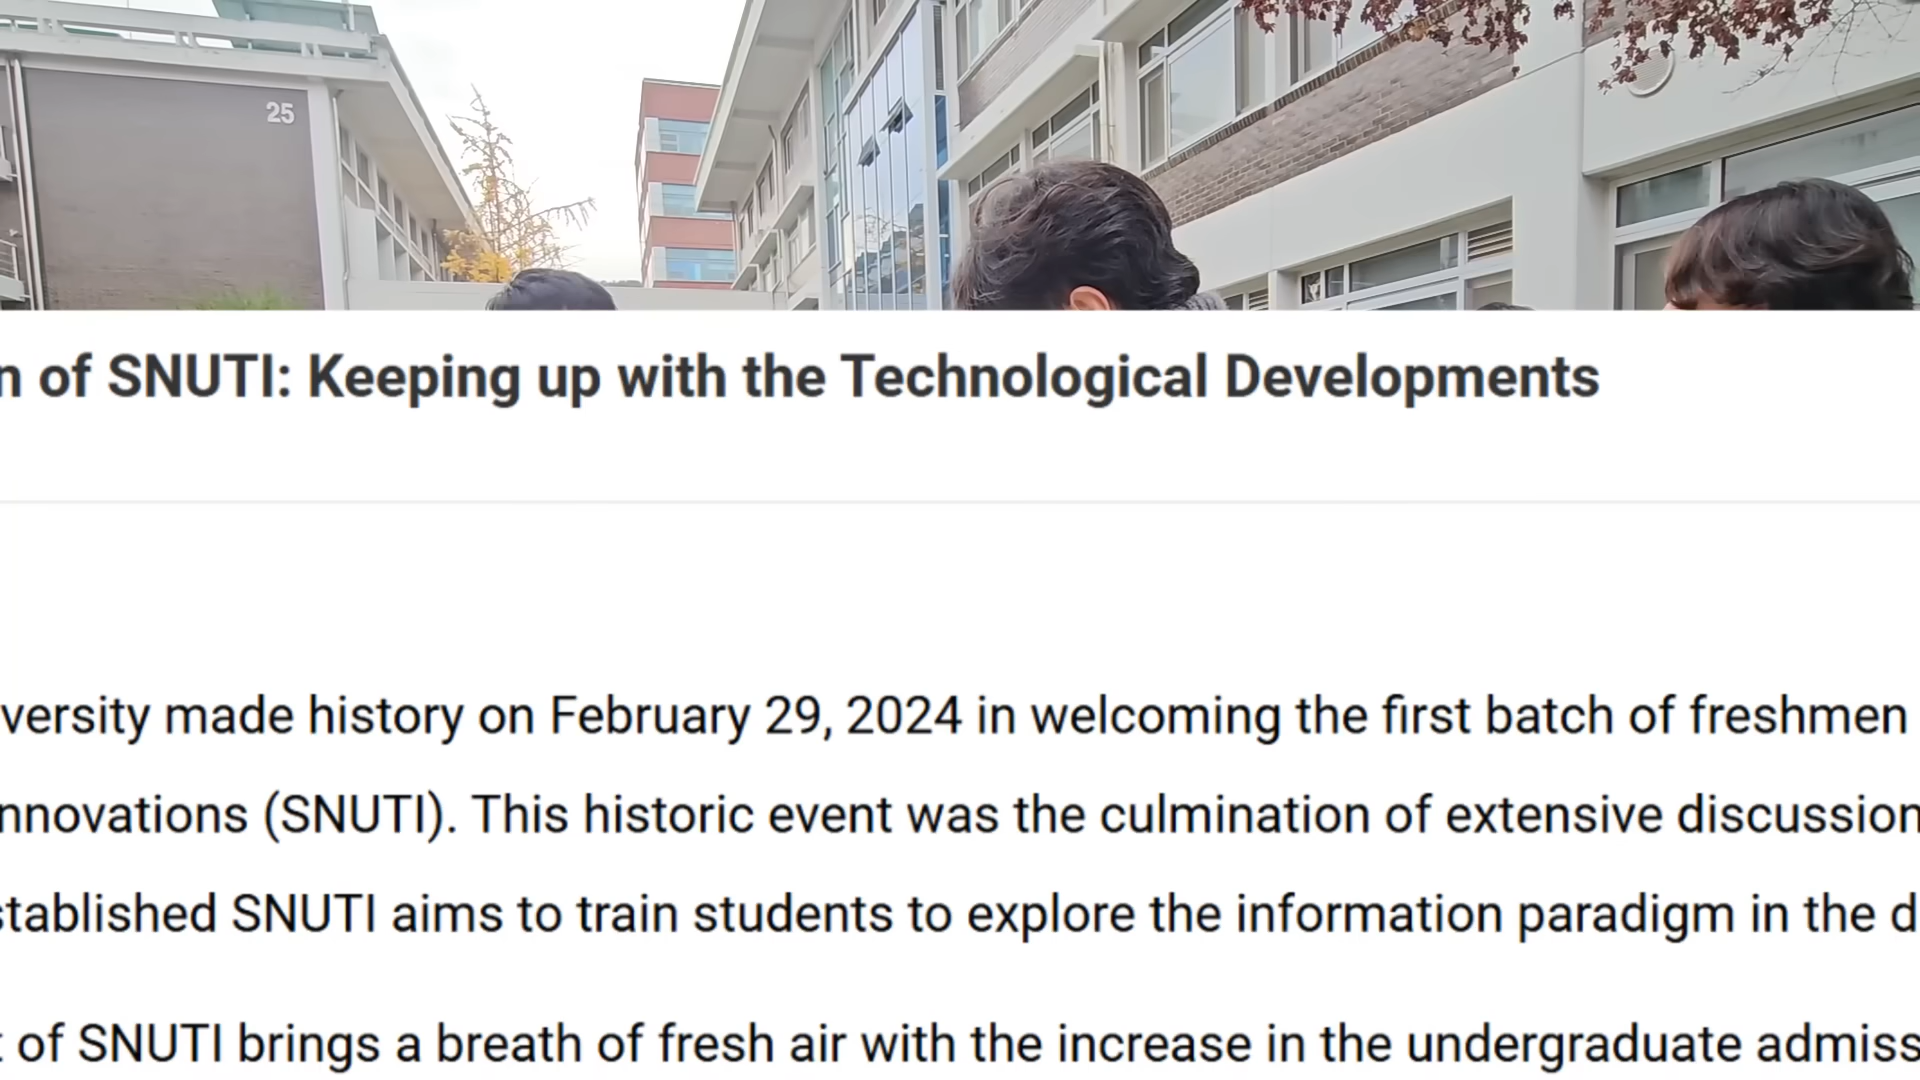 25
n of SNUTI: Keeping up with the Technological Developments
versity made history on February 29, 2024 in welcoming the first batch of freshmen
nnovations (SNUTI). This historic event was the culmination of extensive discussion
stablished SNUTI aims to train students to explore the information paradigm in the d
t of SNUTI brings a breath of fresh air with the increase in the undergraduate admiss